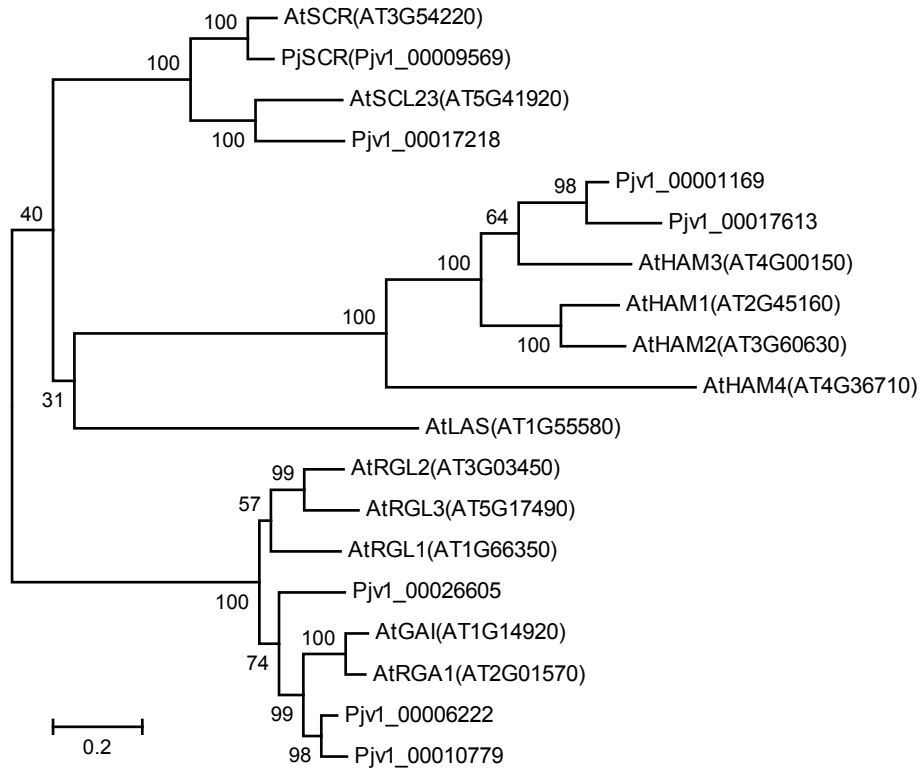 100
AtSCR(AT3G54220)
PjSCR(Pjv1_00009569)
100
AtSCL23(AT5G41920)
100
Pjv1_00017218
98
Pjv1_00001169
40
64
Pjv1_00017613
100
AtHAM3(AT4G00150)
AtHAM1(AT2G45160)
100
100
AtHAM2(AT3G60630)
AtHAM4(AT4G36710)
31
AtLAS(AT1G55580)
99
AtRGL2(AT3G03450)
57
AtRGL3(AT5G17490)
AtRGL1(AT1G66350)
100
Pjv1_00026605
100
AtGAI(AT1G14920)
74
AtRGA1(AT2G01570)
99
Pjv1_00006222
98
Pjv1_00010779
0.2